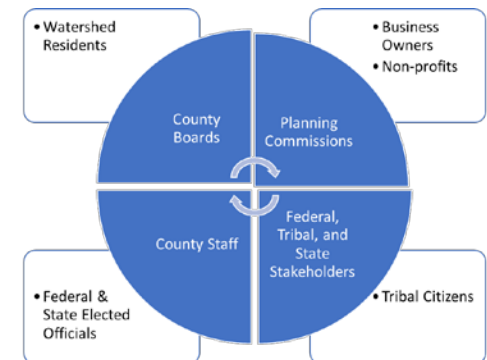 • Watershed
Residents
• Business
Owners
• Non-profits
County
Boards
Planning
Commissions
County Staff
Federal,
Tribal, and
State
Stakeholders
• Federal &
State Elected
Officials
• Tribal Citizens